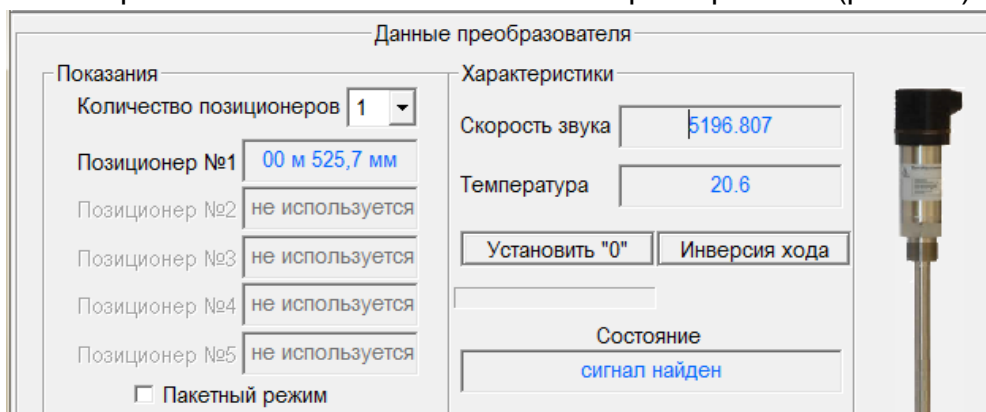 Данные преобразователя
Показания
Количество позиционеров 1
Позиционер №1 00 м 525,7 мм
Позиционер №2 не используется
Позиционер №3 не используется
Позиционер №4 не используется
Позиционер №5 не используется
Пакетный режим
Характеристики
Скорость звука 5196.807
Температура 20.6
Установить "0" Инверсия хода
Состояние
сигнал найден